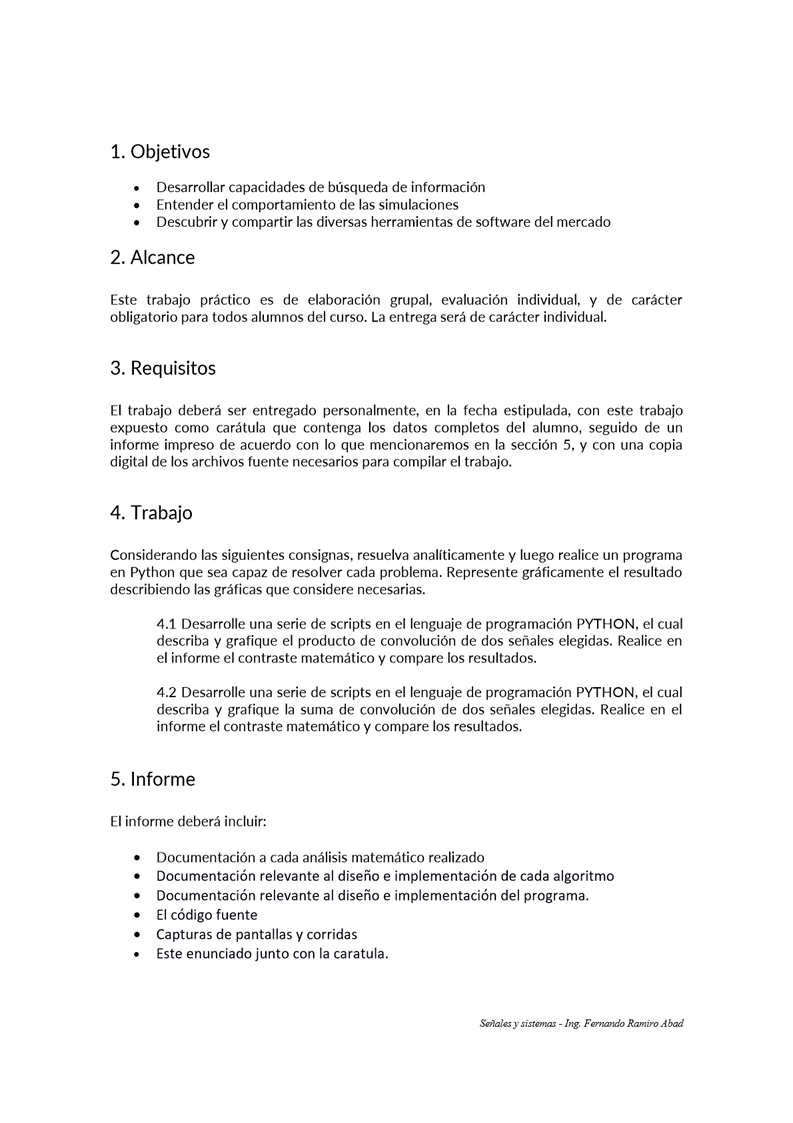 1. Objetivos
• Desarrollar capacidades de búsqueda de información
• Entender el comportamiento de las simulaciones
• Descubrir y compartir las diversas herramientas de software del mercado
2. Alcance
Este trabajo práctico es de elaboración grupal, evaluación individual, y de carácter
obligatorio para todos alumnos del curso. La entrega será de carácter individual.
3. Requisitos
El trabajo deberá ser entregado personalmente, en la fecha estipulada, con este trabajo
expuesto como carátula que contenga los datos completos del alumno, seguido de un
informe impreso de acuerdo con lo que mencionaremos en la sección 5, y con una copia
digital de los archivos fuente necesarios para compilar el trabajo.
4. Trabajo
Considerando las siguientes consignas, resuelva analíticamente y luego realice un programa
en Python que sea capaz de resolver cada problema. Represente gráficamente el resultado
describiendo las gráficas que considere necesarias.
4.1 Desarrolle una serie de scripts en el lenguaje de programación PYTHON, el cual
describa y grafique el producto de convolución de dos señales elegidas. Realice en
el informe el contraste matemático y compare los resultados.
4.2 Desarrolle una serie de scripts en el lenguaje de programación PYTHON, el cual
describa y grafique la suma de convolución de dos señales elegidas. Realice en el
informe el contraste matemático y compare los resultados.
5. Informe
El informe deberá incluir:
• Documentación a cada análisis matemático realizado
• Documentación relevante al diseño e implementación de cada algoritmo
• Documentación relevante al diseño e implementación del programa.
• El código fuente
• Capturas de pantallas y corridas
• Este enunciado junto con la caratula.
Señales y sistemas - Ing. Fernando Ramiro Abad